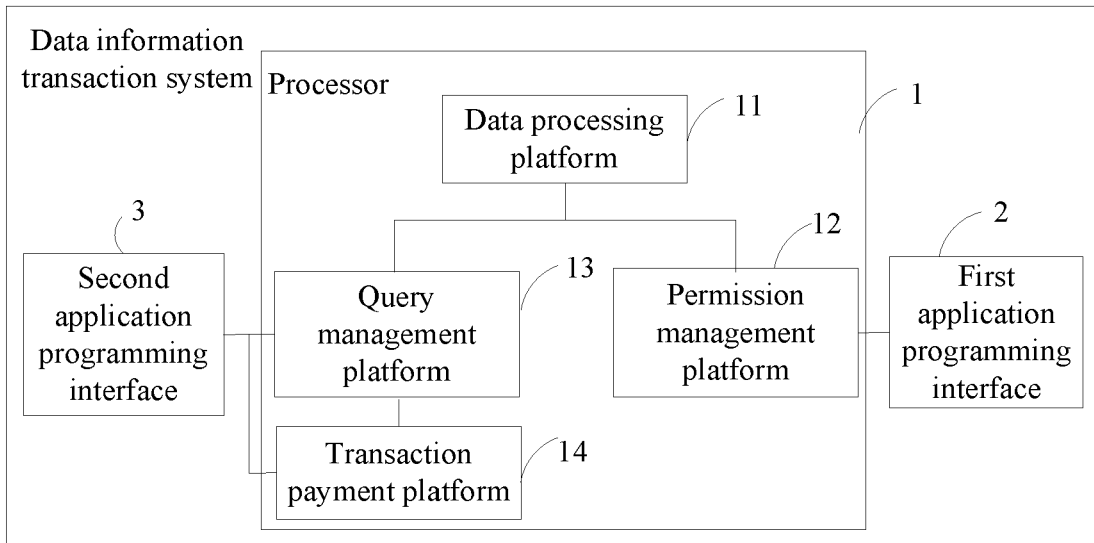 Data information
transaction system
Processor
1
Data processing
platform
11
3
12
2
Second
application
programming
interface
Query
management
platform
13
Permission
management
platform
First
application
programming
interface
Transaction
payment platform
14